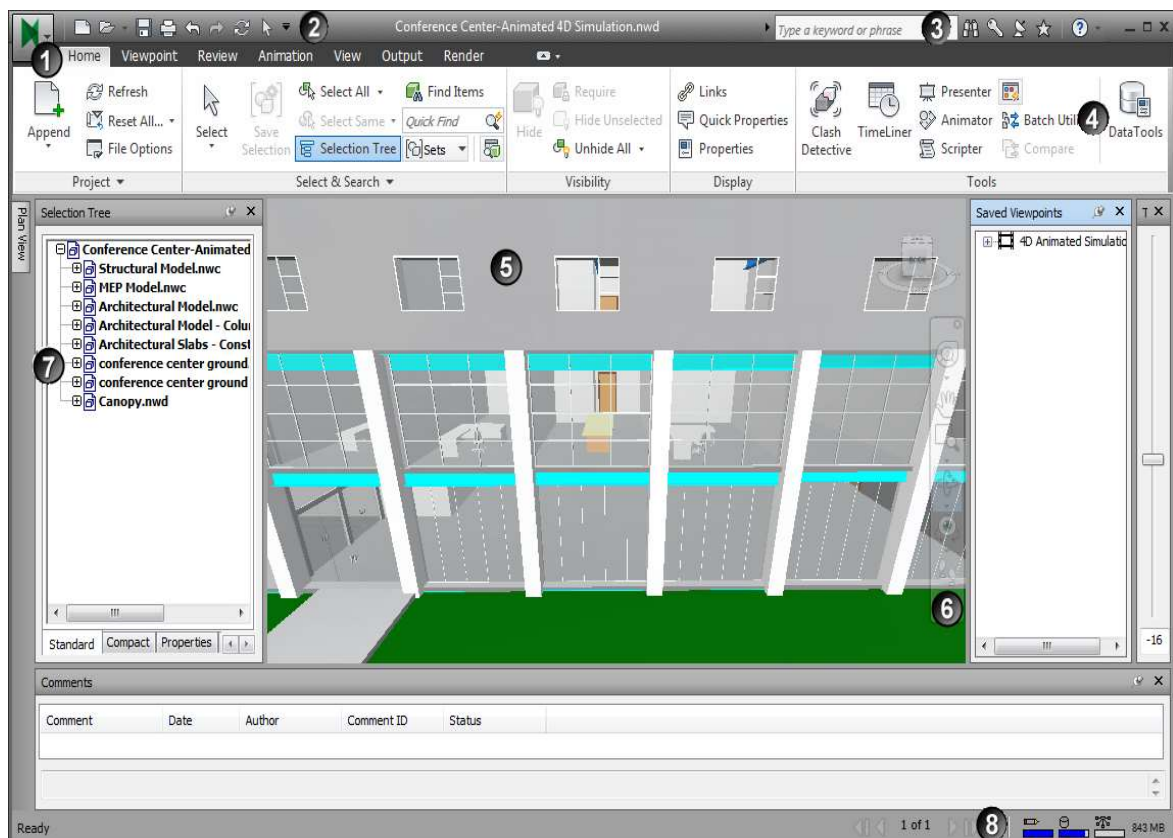 Conference Center-Animated 4D Simulation.nwd
Type a keyword or phrase
2
3
1
Home Viewpoint Review Animation View Output Render
Append
Refresh
Reset All...
File Options
Project
Select
Save Selection
Select All
Select Same
Selection Tree
Find Items
Quick Find
Sets
Select & Search
Hide
Require
Hide Unselected
Unhide All
Visibility
Links
Quick Properties
Properties
Display
Clash Detective
TimeLiner
Presenter
Animator
Scripter
Batch Util
Compare
4
DataTools
Tools
Plan View
Selection Tree
Conference Center-Animated
Structural Model.nwc
MEP Model.nwc
Architectural Model.nwc
Architectural Model - Colu
Architectural Slabs - Const
conference center ground
conference center ground
Canopy.nwd
7
Standard Compact Properties
5
6
Saved Viewpoints
4D Animated Simulatio
T
-16
Comments
Comment Date Author Comment ID Status
Ready
1 of 1
8
843 MB